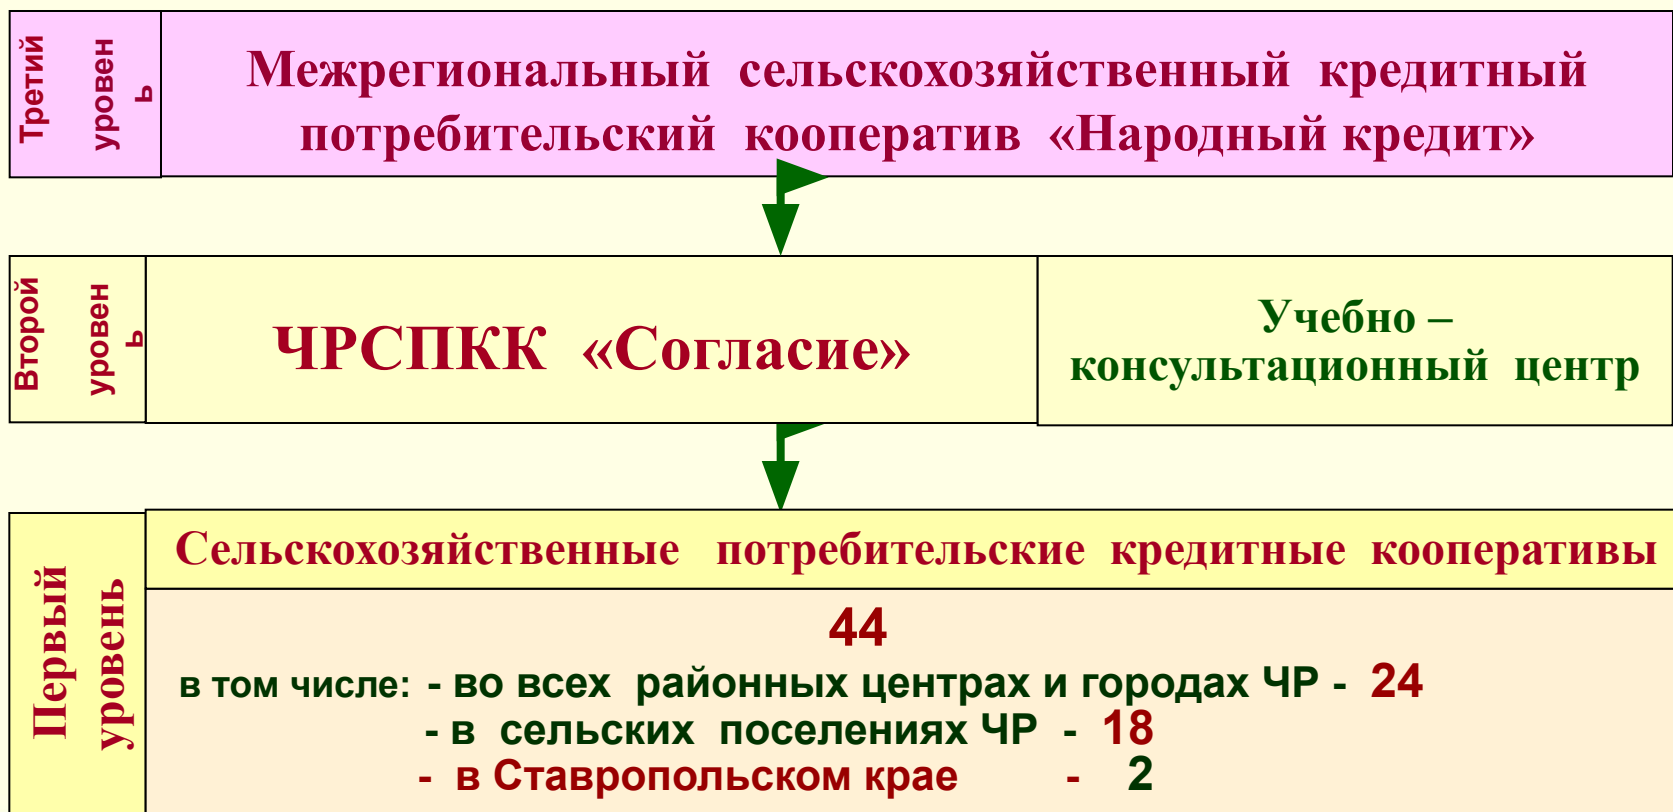 Третий
уровен
ь
Межрегиональный сельскохозяйственный кредитный
потребительский кооператив «Народный кредит»
Второй
уровен
ь
ЧРСПКК «Согласие»
Учебно –
консультационный центр
Первый
уровень
Сельскохозяйственные потребительские кредитные кооперативы
44
в том числе: - во всех районных центрах и городах ЧР - 24
- в сельских поселениях ЧР - 18
- в Ставропольском крае - 2